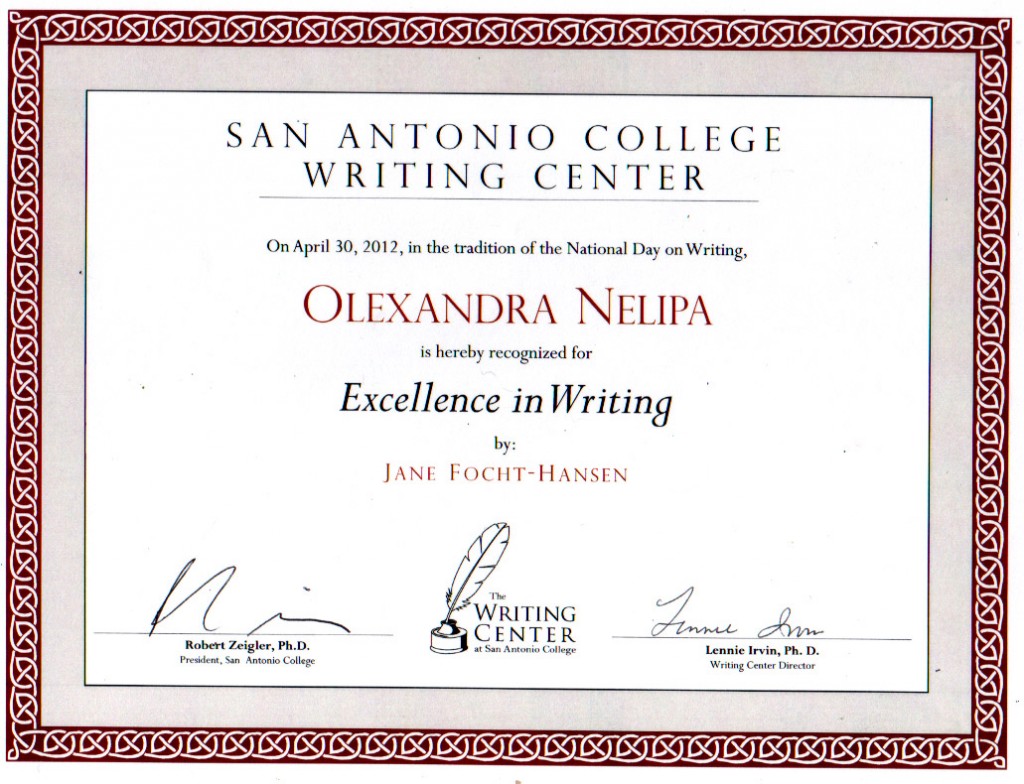 SAN ANTONIO COLLEGE
WRITING CENTER
On April 30, 2012, in the tradition of the National Day on Writing,
OLEXANDRA NELIPA
is hereby recognized for
Excellence in Writing
by:
JANE FOCHT-HANSEN
The
WRITING
CENTER
at San Antonio College
Robert Zeigler, Ph.D.
President, San Antonio College
Lennie Irvin
Lennie Irvin, Ph. D.
Writing Center Director